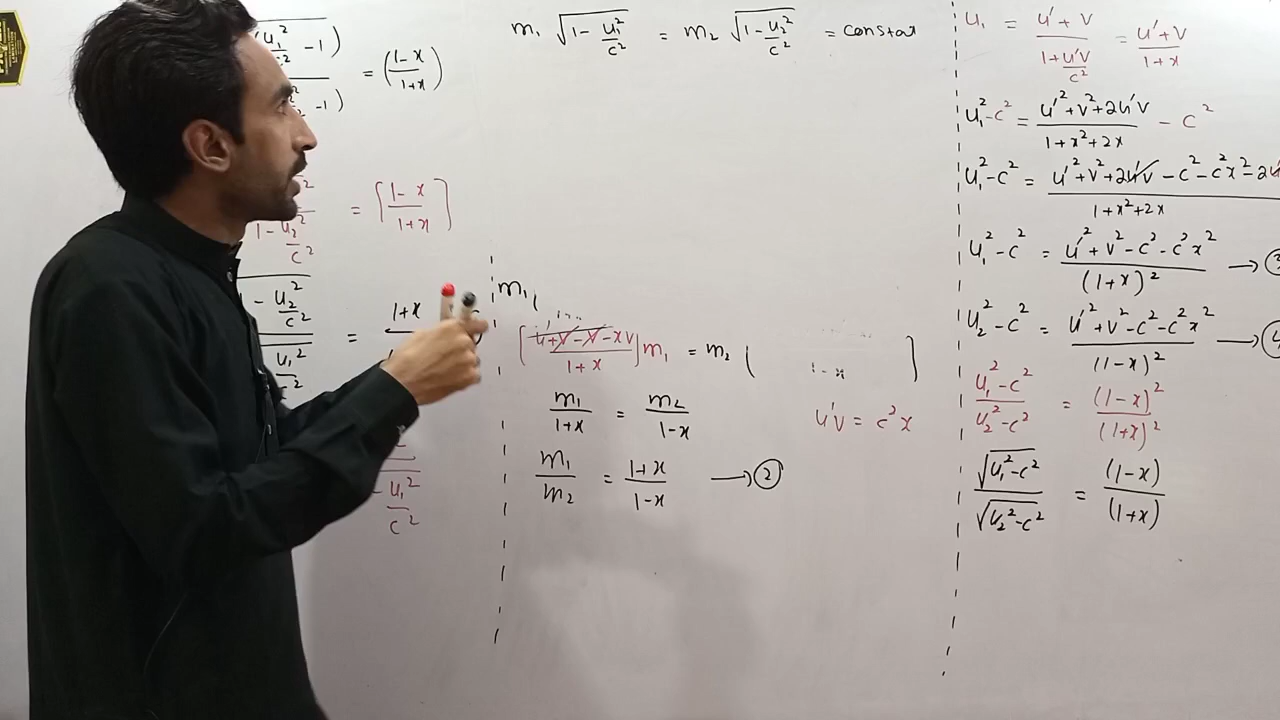 (u₁²/c² - 1)
- 1) = (1-x/1+x)
1 - u₂²/c² = [1-x/1+x]
- u₂²/c²
u₁²/c² = 1+x
- u₁²/c²
m₁ √(1 - u₁²/c²) = m₂ √(1 - u₂²/c²) = constat
m₁(
[u+v-v-xv/1+x] m₁ = m₂ ( 1-x ]
m₁/1+x = m₂/1-x
u'v = c²x
m₁/m₂ = 1+x/1-x → ②
u₁ = u'+v/1+u'v/c² = u'+v/1+x
u₁²-c² = u'²+v²+2u'v/1+x²+2x - c²
u₁²-c² = u'²+v²+2u'v - c²-c²x²-2u/1+x²+2x
u₁²-c² = u'²+v²-c²-c²x²/(1+x)² → ③
u₂²-c² = u'²+v²-c²-c²x²/(1-x)² →
u₁²-c²/u₂²-c² = (1-x)²/(1+x)²
√u₁²-c²/√u₂²-c² = (1-x)/(1+x)